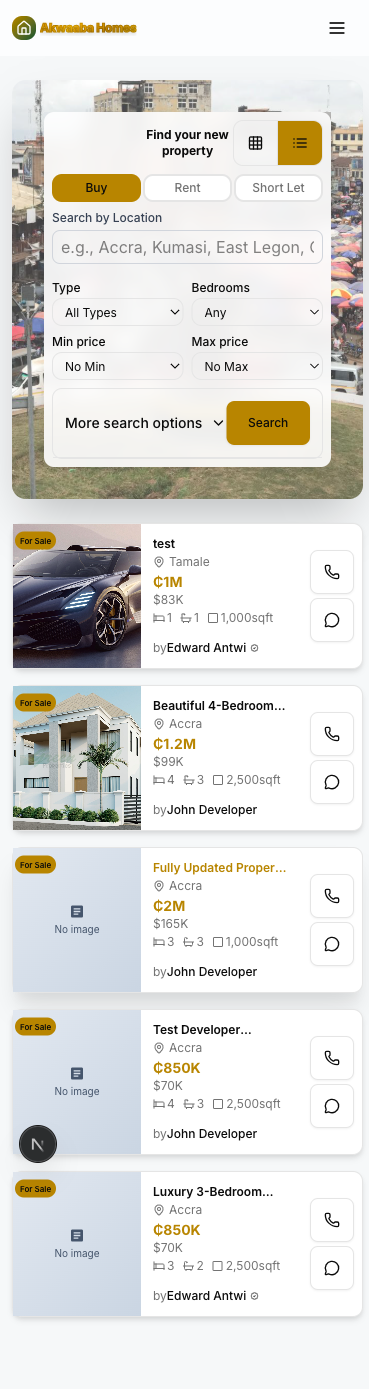 Akwaaba Homes
Find your new
property
Buy
Rent
Short Let
Search by Location
e.g., Accra, Kumasi, East Legon, C
Type
Bedrooms
All Types
Any
Min price
Max price
No Min
No Max
More search options
Search
For Sale
test
Tamale
₵1M
$83K
1 1 1,000sqft
byEdward Antwi
For Sale
Beautiful 4-Bedroom...
Accra
₵1.2M
$99K
4 3 2,500sqft
byJohn Developer
For Sale
No image
Fully Updated Proper...
Accra
₵2M
$165K
3 3 1,000sqft
byJohn Developer
For Sale
No image
Test Developer...
Accra
₵850K
$70K
4 3 2,500sqft
byJohn Developer
N
For Sale
No image
Luxury 3-Bedroom...
Accra
₵850K
$70K
3 2 2,500sqft
byEdward Antwi